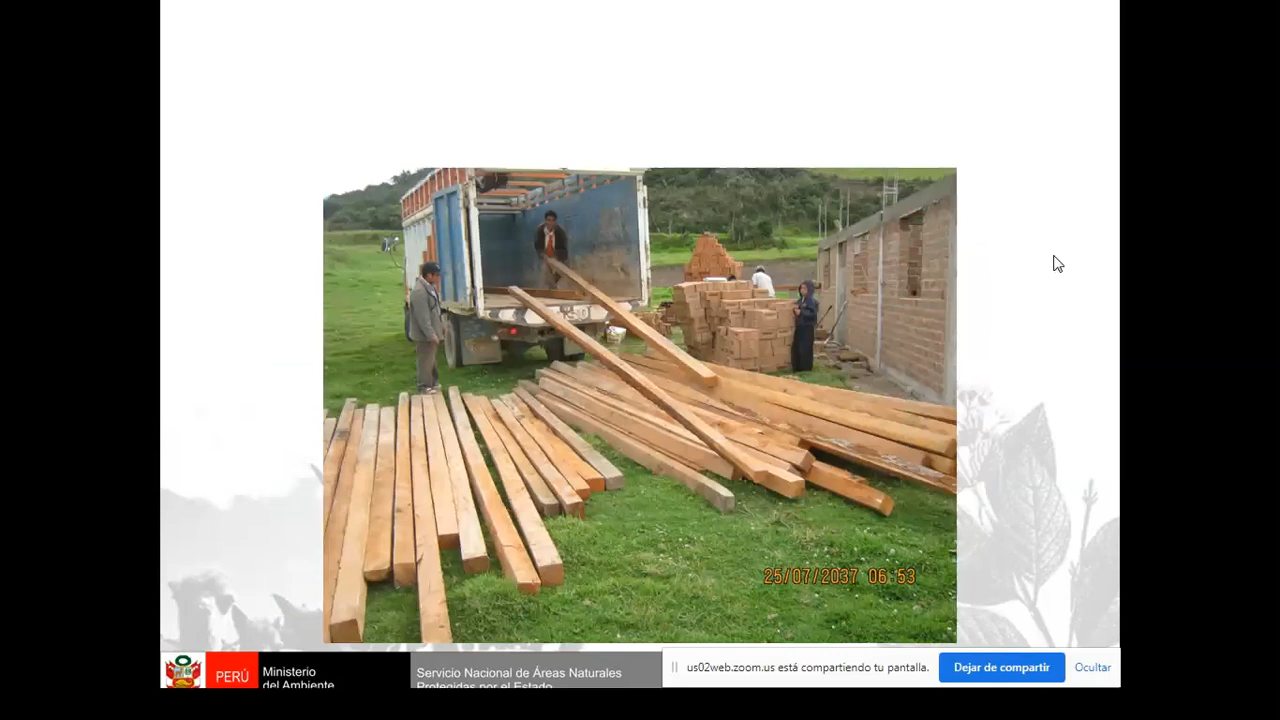 25/07/2037 06:53
PERÚ
Ministerio
del Ambiente
Servicio Nacional de Áreas Naturales
Protegidas por el Estado
us02web.zoom.us está compartiendo tu pantalla.
Dejar de compartir
Ocultar